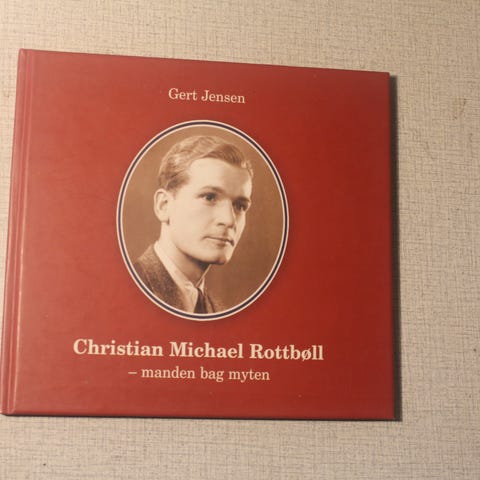 Gert Jensen
Christian Michael Rottbøll
– manden bag myten